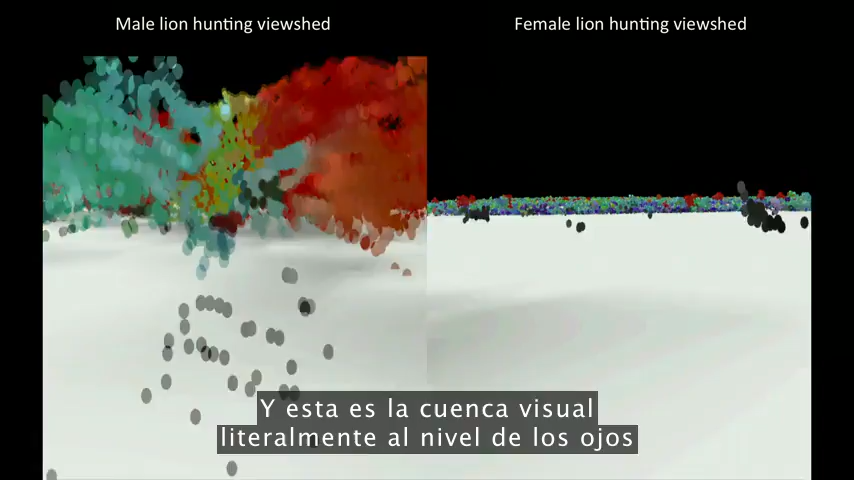 Male lion hunting viewshed
Female lion hunting viewshed
Y esta es la cuenca visual
literalmente al nivel de los ojos